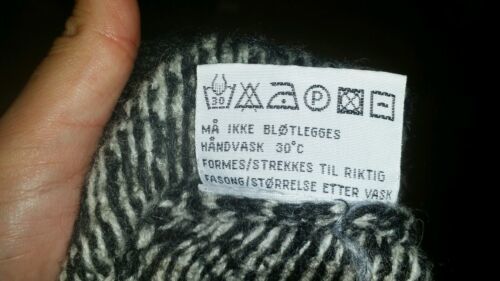 30 P
MÅ IKKE BLØTLEGGES
HÅNDVASK 30°C
FORMES/STREKKES TIL RIKTIG
FASONG/STØRRELSE ETTER VASK